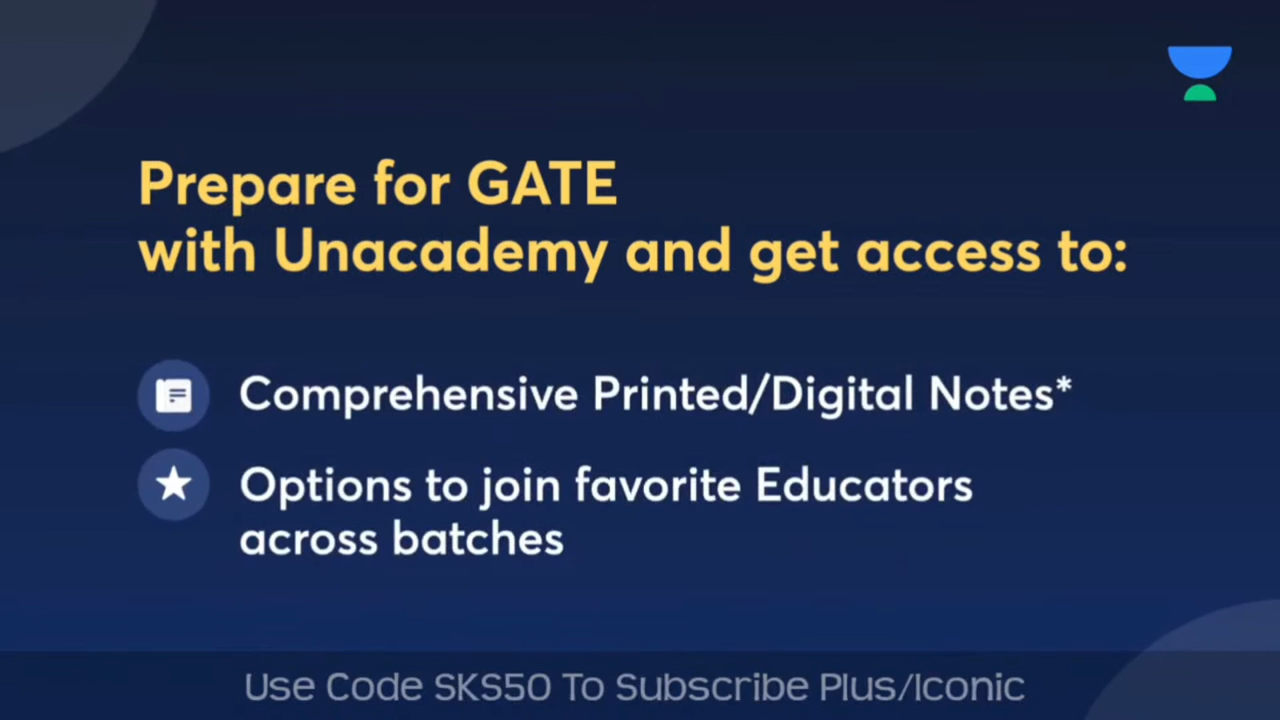 Prepare for GATE
with Unacademy and get access to:
Comprehensive Printed/Digital Notes*
Options to join favorite Educators
across batches
Use Code SKS50 To Subscribe Plus/Iconic